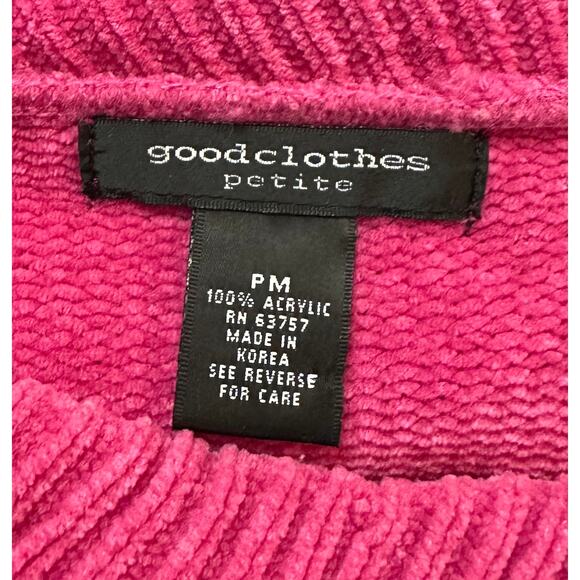 goodclothes
petite
PM
100% ACRYLIC
RN 63757
MADE IN
KOREA
SEE REVERSE
FOR CARE